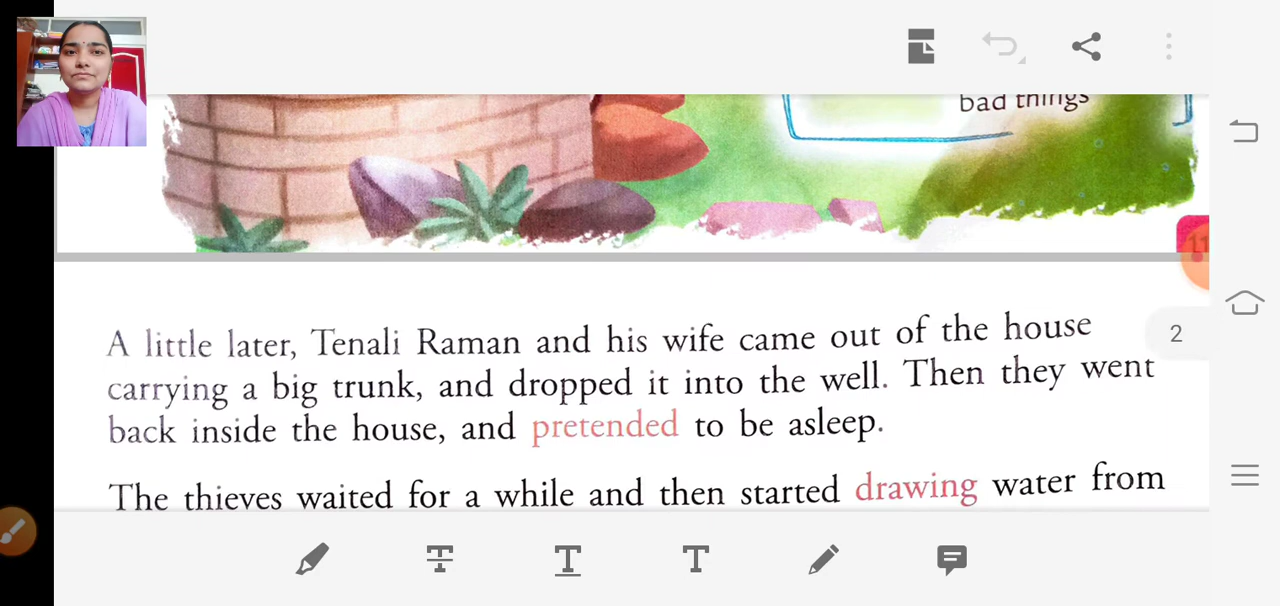 bad things
11
A little later, Tenali Raman and his wife came out of the house
carrying a big trunk, and dropped it into the well. Then they went
back inside the house, and pretended to be asleep.
The thieves waited for a while and then started drawing water from
2